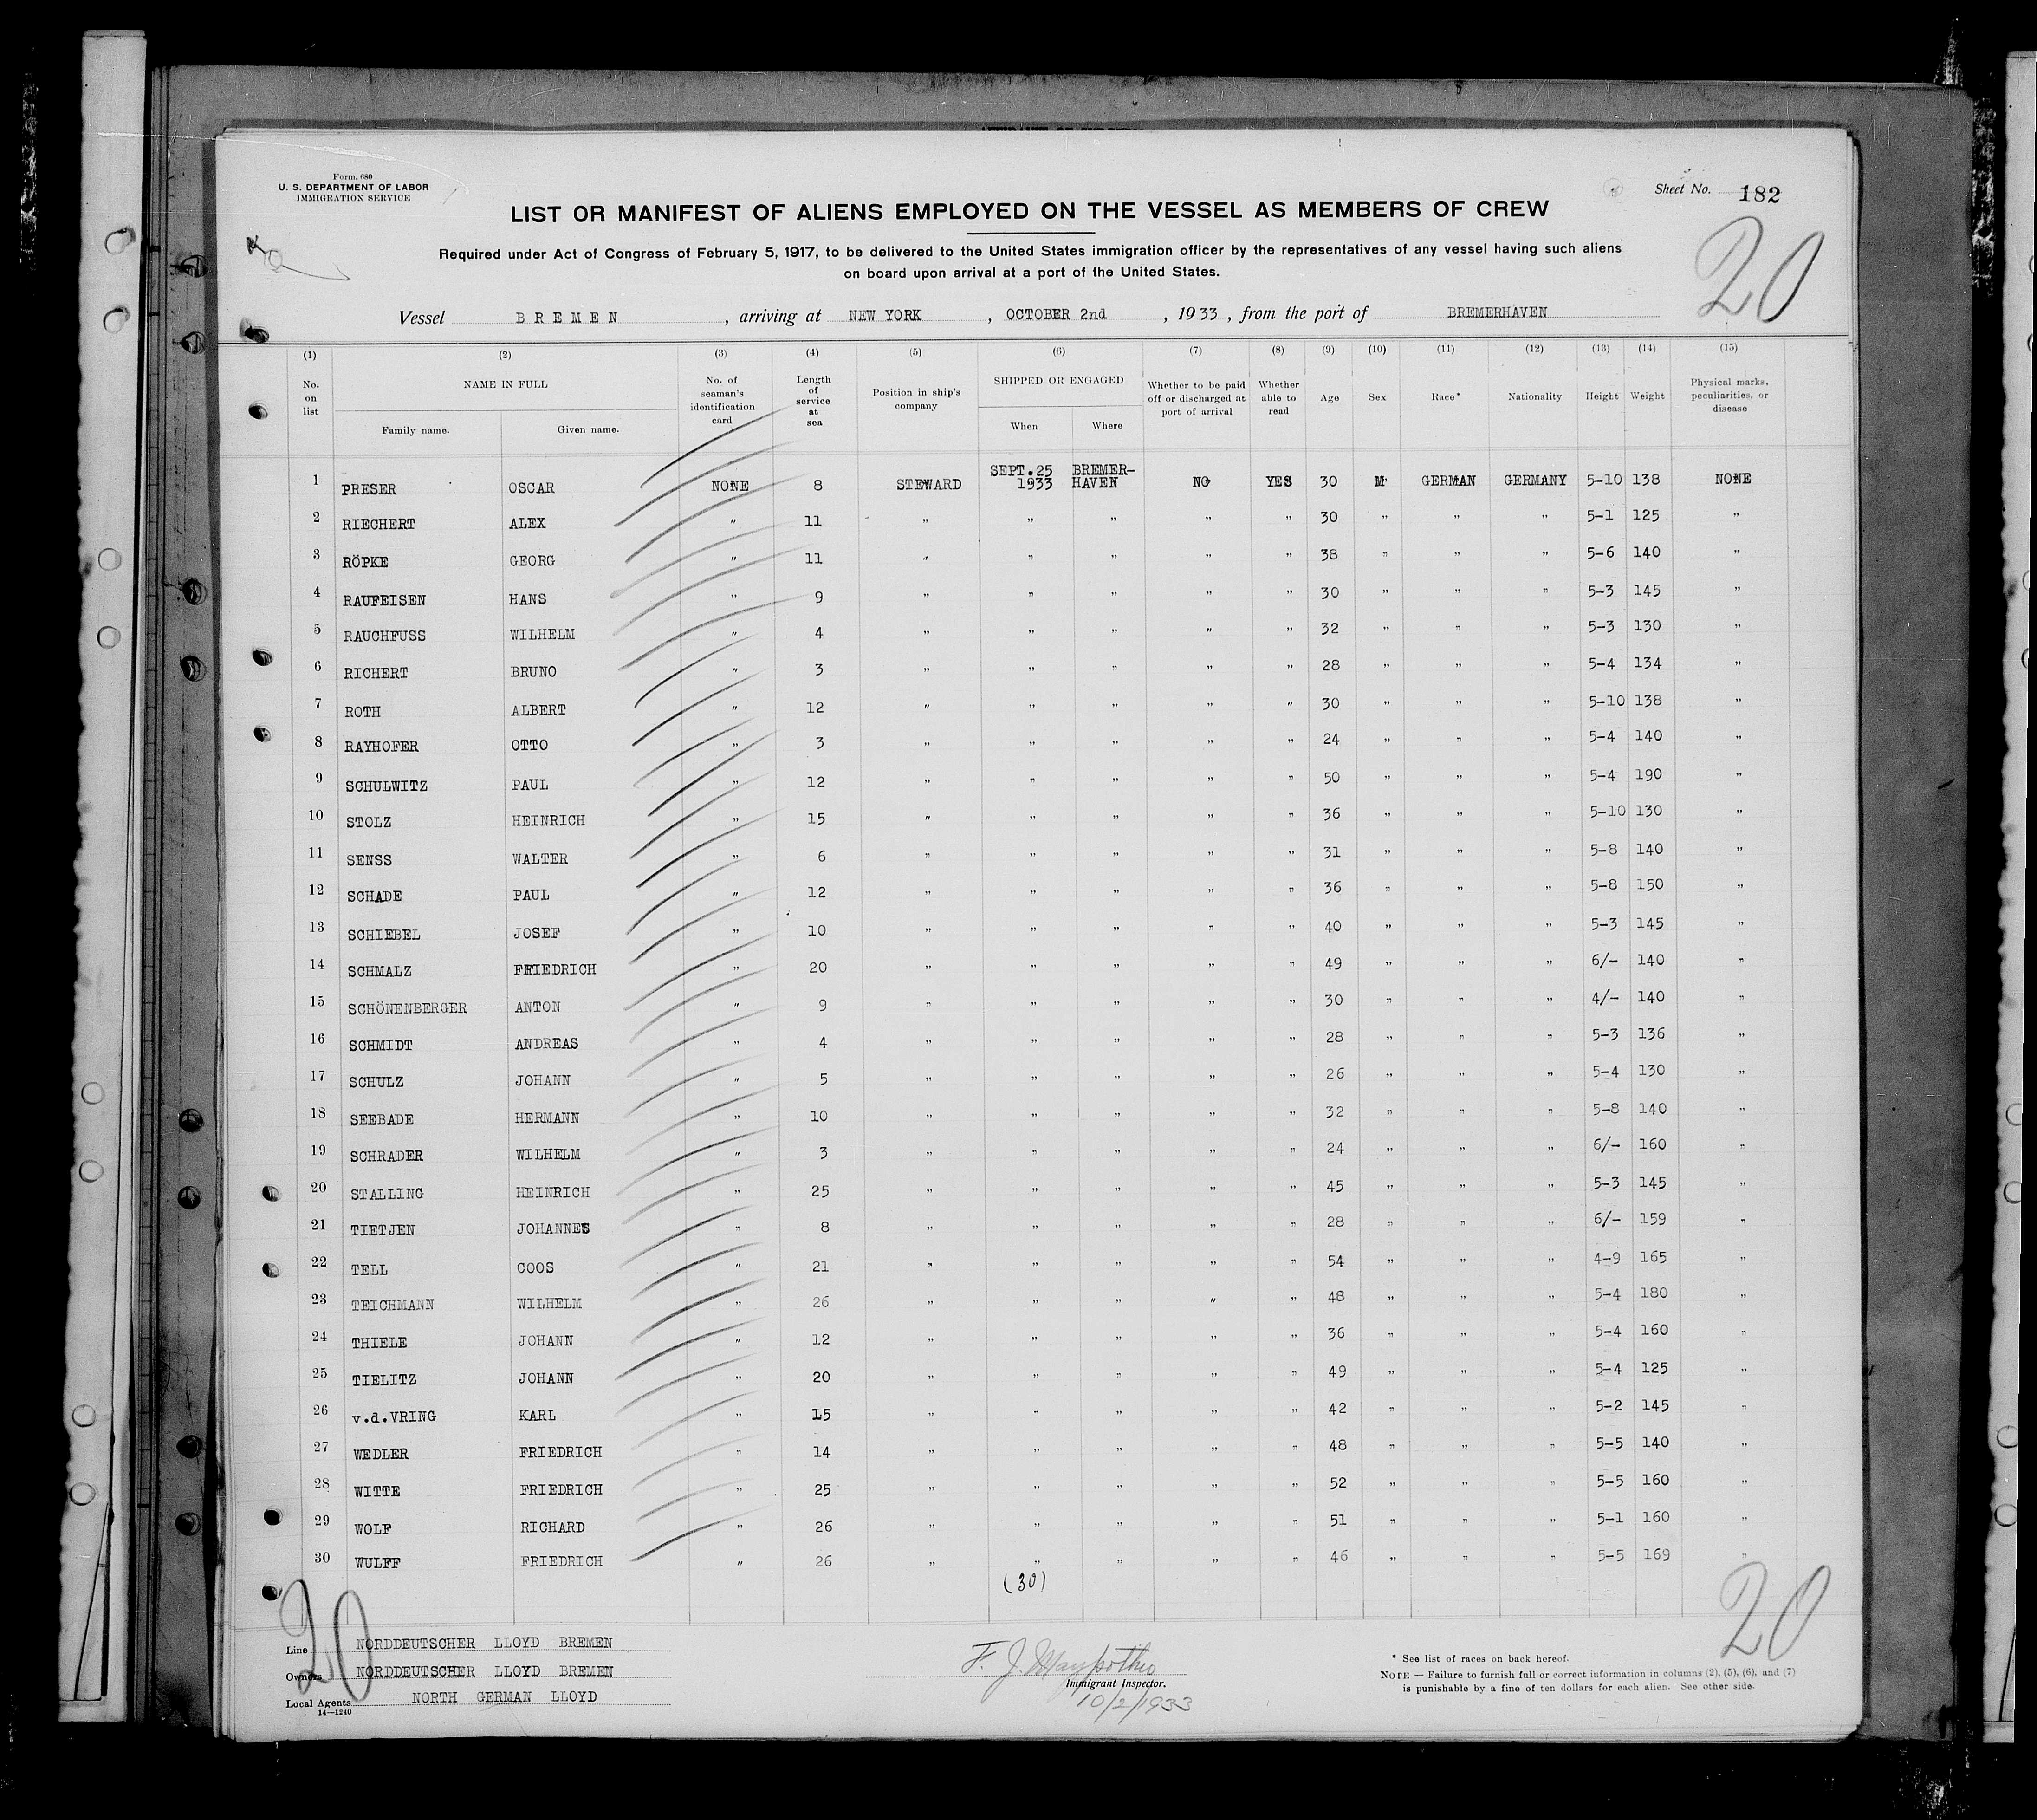 Form. 680
U. S. DEPARTMENT OF LABOR
IMMIGRATION SERVICE
Sheet No. 182
LIST OR MANIFEST OF ALIENS EMPLOYED ON THE VESSEL AS MEMBERS OF CREW
20
Required under Act of Congress of February 5, 1917, to be delivered to the United States immigration officer by the representatives of any vessel having such aliens
on board upon arrival at a port of the United States.
Vessel BREMEN , arriving at NEW YORK , OCTOBER 2nd , 1933 , from the port of BREMERHAVEN
(1) (2) (3) (4) (5) (6) (7) (8) (9) (10) (11) (12) (13) (14) (15)
No. on list NAME IN FULL Family name. Given name. No. of seaman's identification card Length of service at sea Position in ship's company SHIPPED OR ENGAGED When Where Whether to be paid off or discharged at port of arrival Whether able to read Age Sex Race* Nationality Height Weight Physical marks, peculiarities, or disease
1 PRESER OSCAR NONE 8 STEWARD SEPT.25 1933 BREMER-HAVEN NO YES 30 M GERMAN GERMANY 5-10 138 NONE
2 RIECHERT ALEX " 11 " " " " " 30 " " " 5-1 125 "
3 RÖPKE GEORG " 11 " " " " " 38 " " " 5-6 140 "
4 RAUFEISEN HANS " 9 " " " " " 30 " " " 5-3 145 "
5 RAUCHFUSS WILHELM " 4 " " " " " 32 " " " 5-3 130 "
6 RICHERT BRUNO " 3 " " " " " 28 " " " 5-4 134 "
7 ROTH ALBERT " 12 " " " " " 30 " " " 5-10 138 "
8 RAYHOFER OTTO " 3 " " " " " 24 " " " 5-4 140 "
9 SCHULWITZ PAUL " 12 " " " " " 50 " " " 5-4 190 "
10 STOLZ HEINRICH " 15 " " " " " 36 " " " 5-10 130 "
11 SENSS WALTER " 6 " " " " " 31 " " " 5-8 140 "
12 SCHADE PAUL " 12 " " " " " 36 " " " 5-8 150 "
13 SCHIEBEL JOSEF " 10 " " " " " 40 " " " 5-3 145 "
14 SCHMALZ FRIEDRICH " 20 " " " " " 49 " " " 6/- 140 "
15 SCHÖNENBERGER ANTON " 9 " " " " " 30 " " " 4/- 140 "
16 SCHMIDT ANDREAS " 4 " " " " " 28 " " " 5-3 136 "
17 SCHULZ JOHANN " 5 " " " " " 26 " " " 5-4 130 "
18 SEEBADE HERMANN " 10 " " " " " 32 " " " 5-8 140 "
19 SCHRADER WILHELM " 3 " " " " " 24 " " " 6/- 160 "
20 STALLING HEINRICH " 25 " " " " " 45 " " " 5-3 145 "
21 TIETJEN JOHANNES " 8 " " " " " 28 " " " 6/- 159 "
22 TELL COOS " 21 " " " " " 54 " " " 4-9 165 "
23 TEICHMANN WILHELM " 26 " " " " " 48 " " " 5-4 180 "
24 THIELE JOHANN " 12 " " " " " 36 " " " 5-4 160 "
25 TIELITZ JOHANN " 20 " " " " " 49 " " " 5-4 125 "
26 v.d.VRING KARL " 15 " " " " " 42 " " " 5-2 145 "
27 WEDLER FRIEDRICH " 14 " " " " " 48 " " " 5-5 140 "
28 WITTE FRIEDRICH " 25 " " " " " 52 " " " 5-5 160 "
29 WOLF RICHARD " 26 " " " " " 51 " " " 5-1 160 "
30 WULFF FRIEDRICH " 26 " " " " " 46 " " " 5-5 169 "
(30)
20 20
Line NORDDEUTSCHER LLOYD BREMEN
Owners NORDDEUTSCHER LLOYD BREMEN
Local Agents NORTH GERMAN LLOYD
14—1240
F. J.
Immigrant Inspector.
10/2/1933
* See list of races on back hereof.
NOTE — Failure to furnish full or correct information in columns (2), (5), (6), and (7)
is punishable by a fine of ten dollars for each alien. See other side.